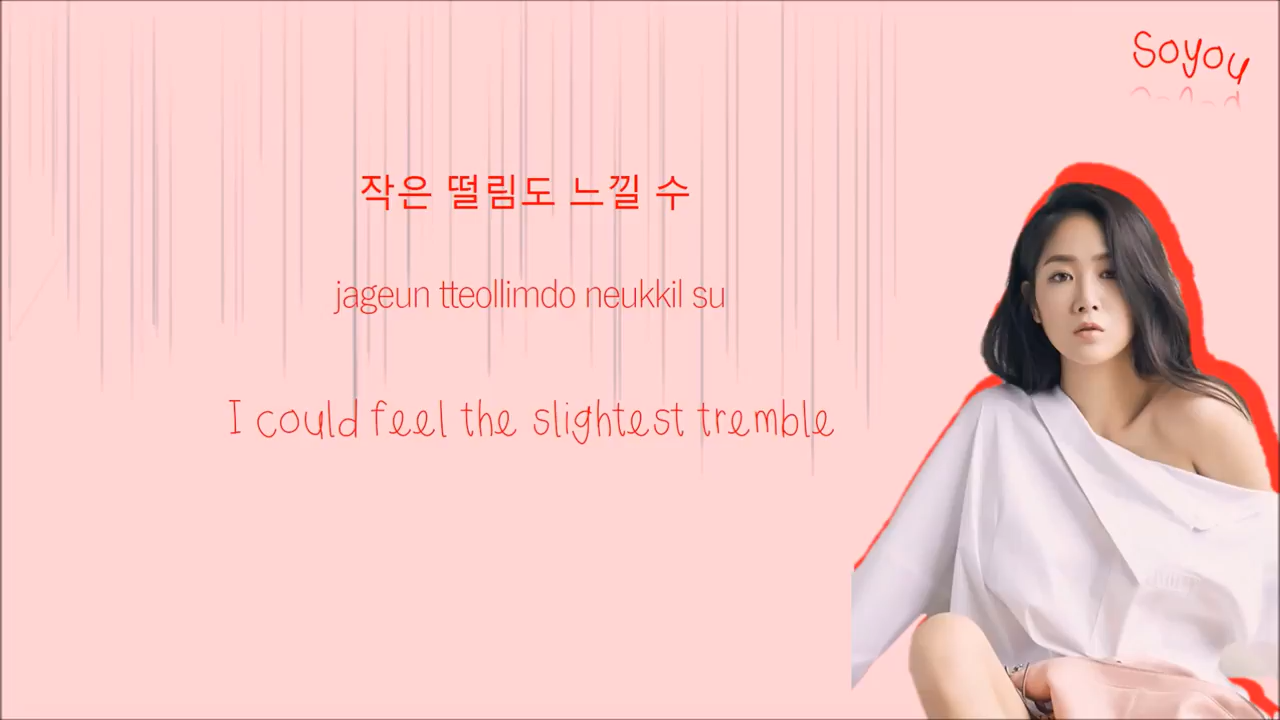 Soyou
작은 떨림도 느낄 수
jageun tteollimdo neukkil su
I could feel the slightest tremble